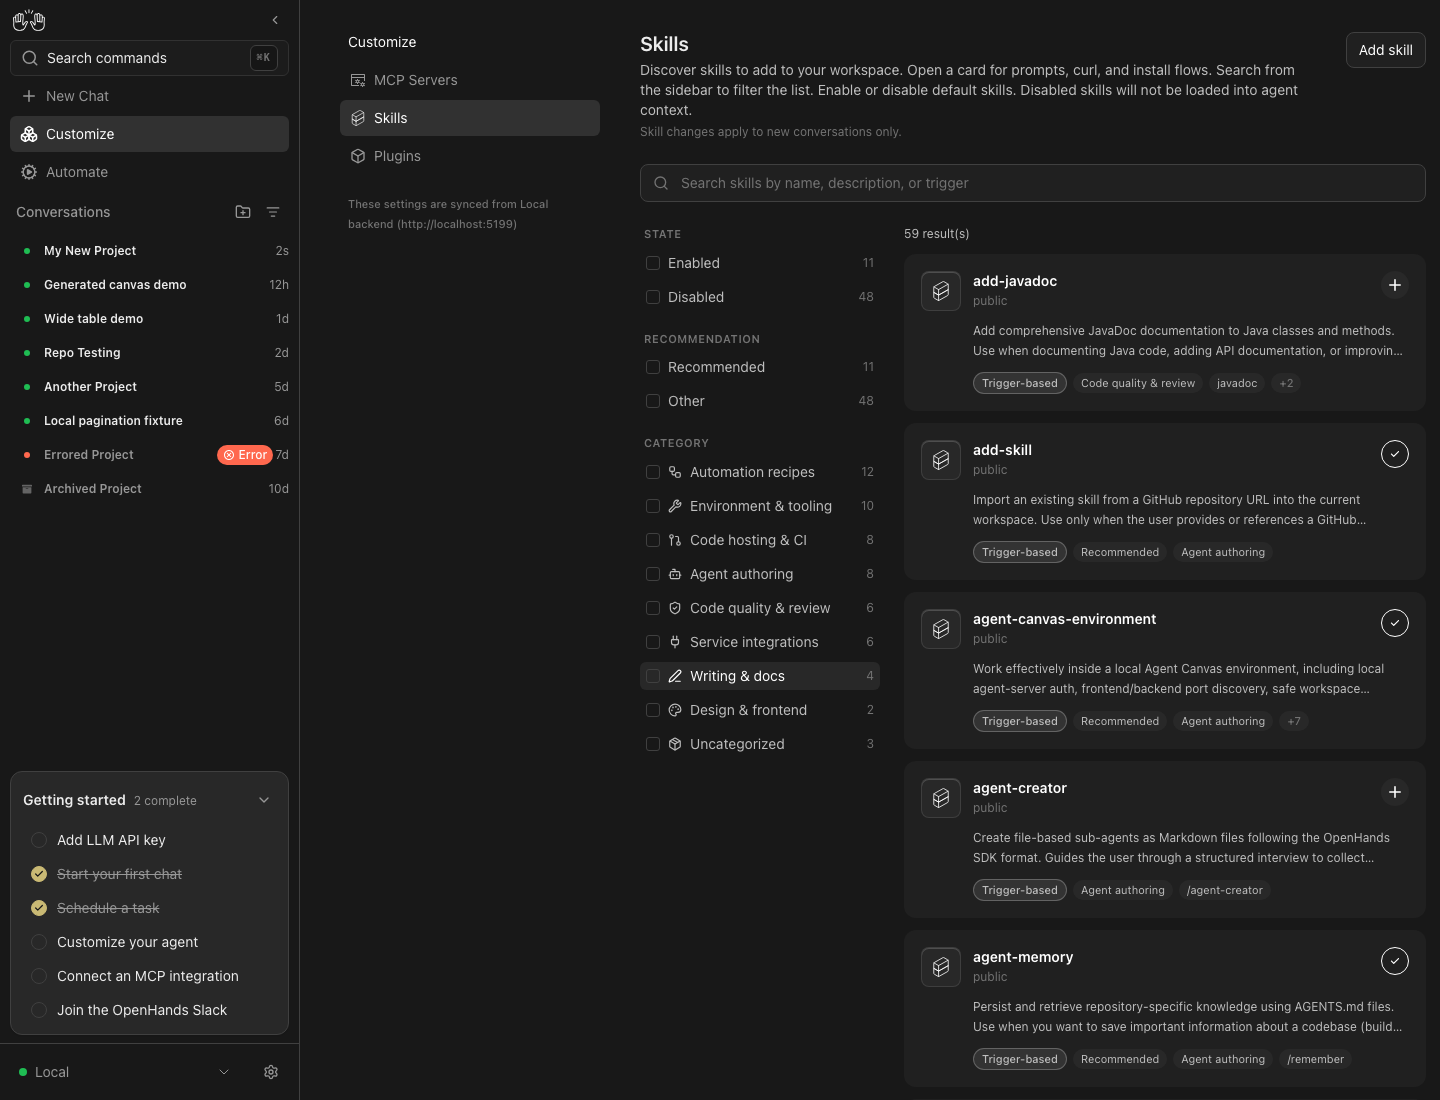 Search commands
⌘K
New Chat
Customize
Automate
Conversations
My New Project 2s
Generated canvas demo 12h
Wide table demo 1d
Repo Testing 2d
Another Project 5d
Local pagination fixture 6d
Errored Project Error 7d
Archived Project 10d
Getting started 2 complete
Add LLM API key
Start your first chat
Schedule a task
Customize your agent
Connect an MCP integration
Join the OpenHands Slack
Local
Customize
MCP Servers
Skills
Plugins
These settings are synced from Local
backend (http://localhost:5199)
Skills
Add skill
Discover skills to add to your workspace. Open a card for prompts, curl, and install flows. Search from
the sidebar to filter the list. Enable or disable default skills. Disabled skills will not be loaded into agent
context.
Skill changes apply to new conversations only.
Search skills by name, description, or trigger
STATE
Enabled 11
Disabled 48
RECOMMENDATION
Recommended 11
Other 48
CATEGORY
Automation recipes 12
Environment & tooling 10
Code hosting & CI 8
Agent authoring 8
Code quality & review 6
Service integrations 6
Writing & docs 4
Design & frontend 2
Uncategorized 3
59 result(s)
add-javadoc
public
Add comprehensive JavaDoc documentation to Java classes and methods.
Use when documenting Java code, adding API documentation, or improvin...
Trigger-based Code quality & review javadoc +2
add-skill
public
Import an existing skill from a GitHub repository URL into the current
workspace. Use only when the user provides or references a GitHub...
Trigger-based Recommended Agent authoring
agent-canvas-environment
public
Work effectively inside a local Agent Canvas environment, including local
agent-server auth, frontend/backend port discovery, safe workspace...
Trigger-based Recommended Agent authoring +7
agent-creator
public
Create file-based sub-agents as Markdown files following the OpenHands
SDK format. Guides the user through a structured interview to collect...
Trigger-based Agent authoring /agent-creator
agent-memory
public
Persist and retrieve repository-specific knowledge using AGENTS.md files.
Use when you want to save important information about a codebase (build...
Trigger-based Recommended Agent authoring /remember